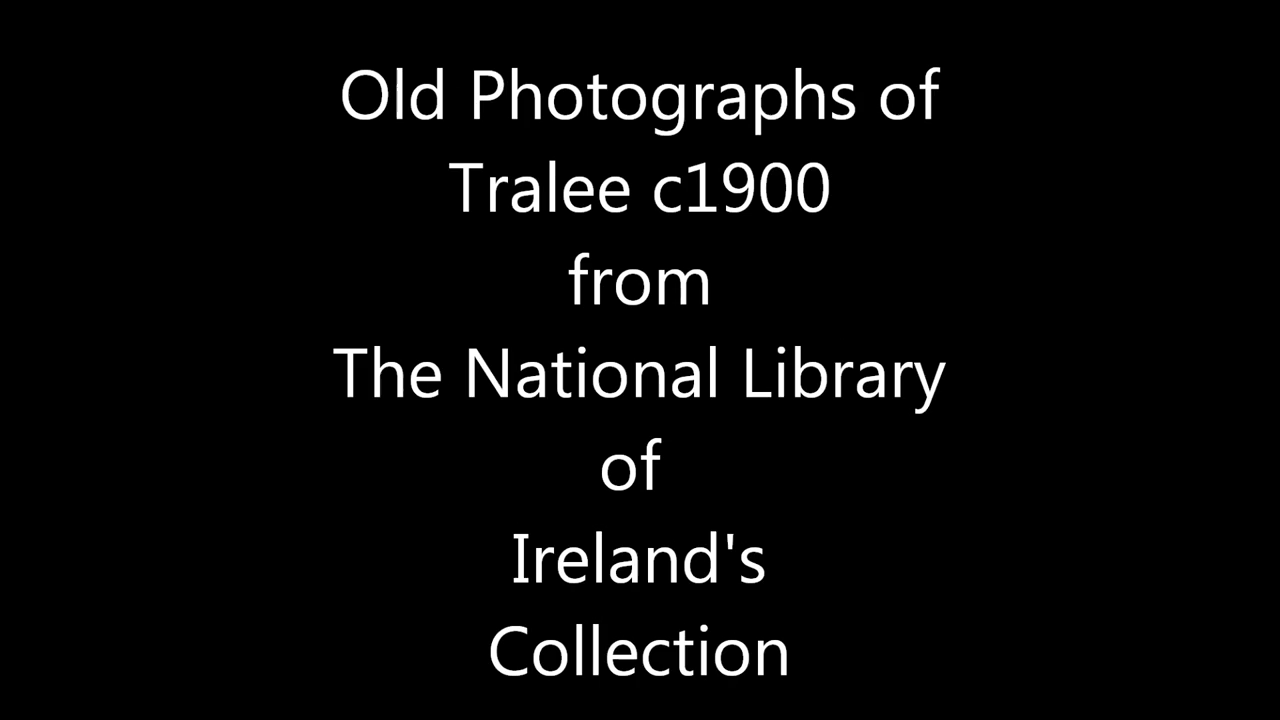 Old Photographs of
Tralee c1900
from
The National Library
of
Ireland's
Collection